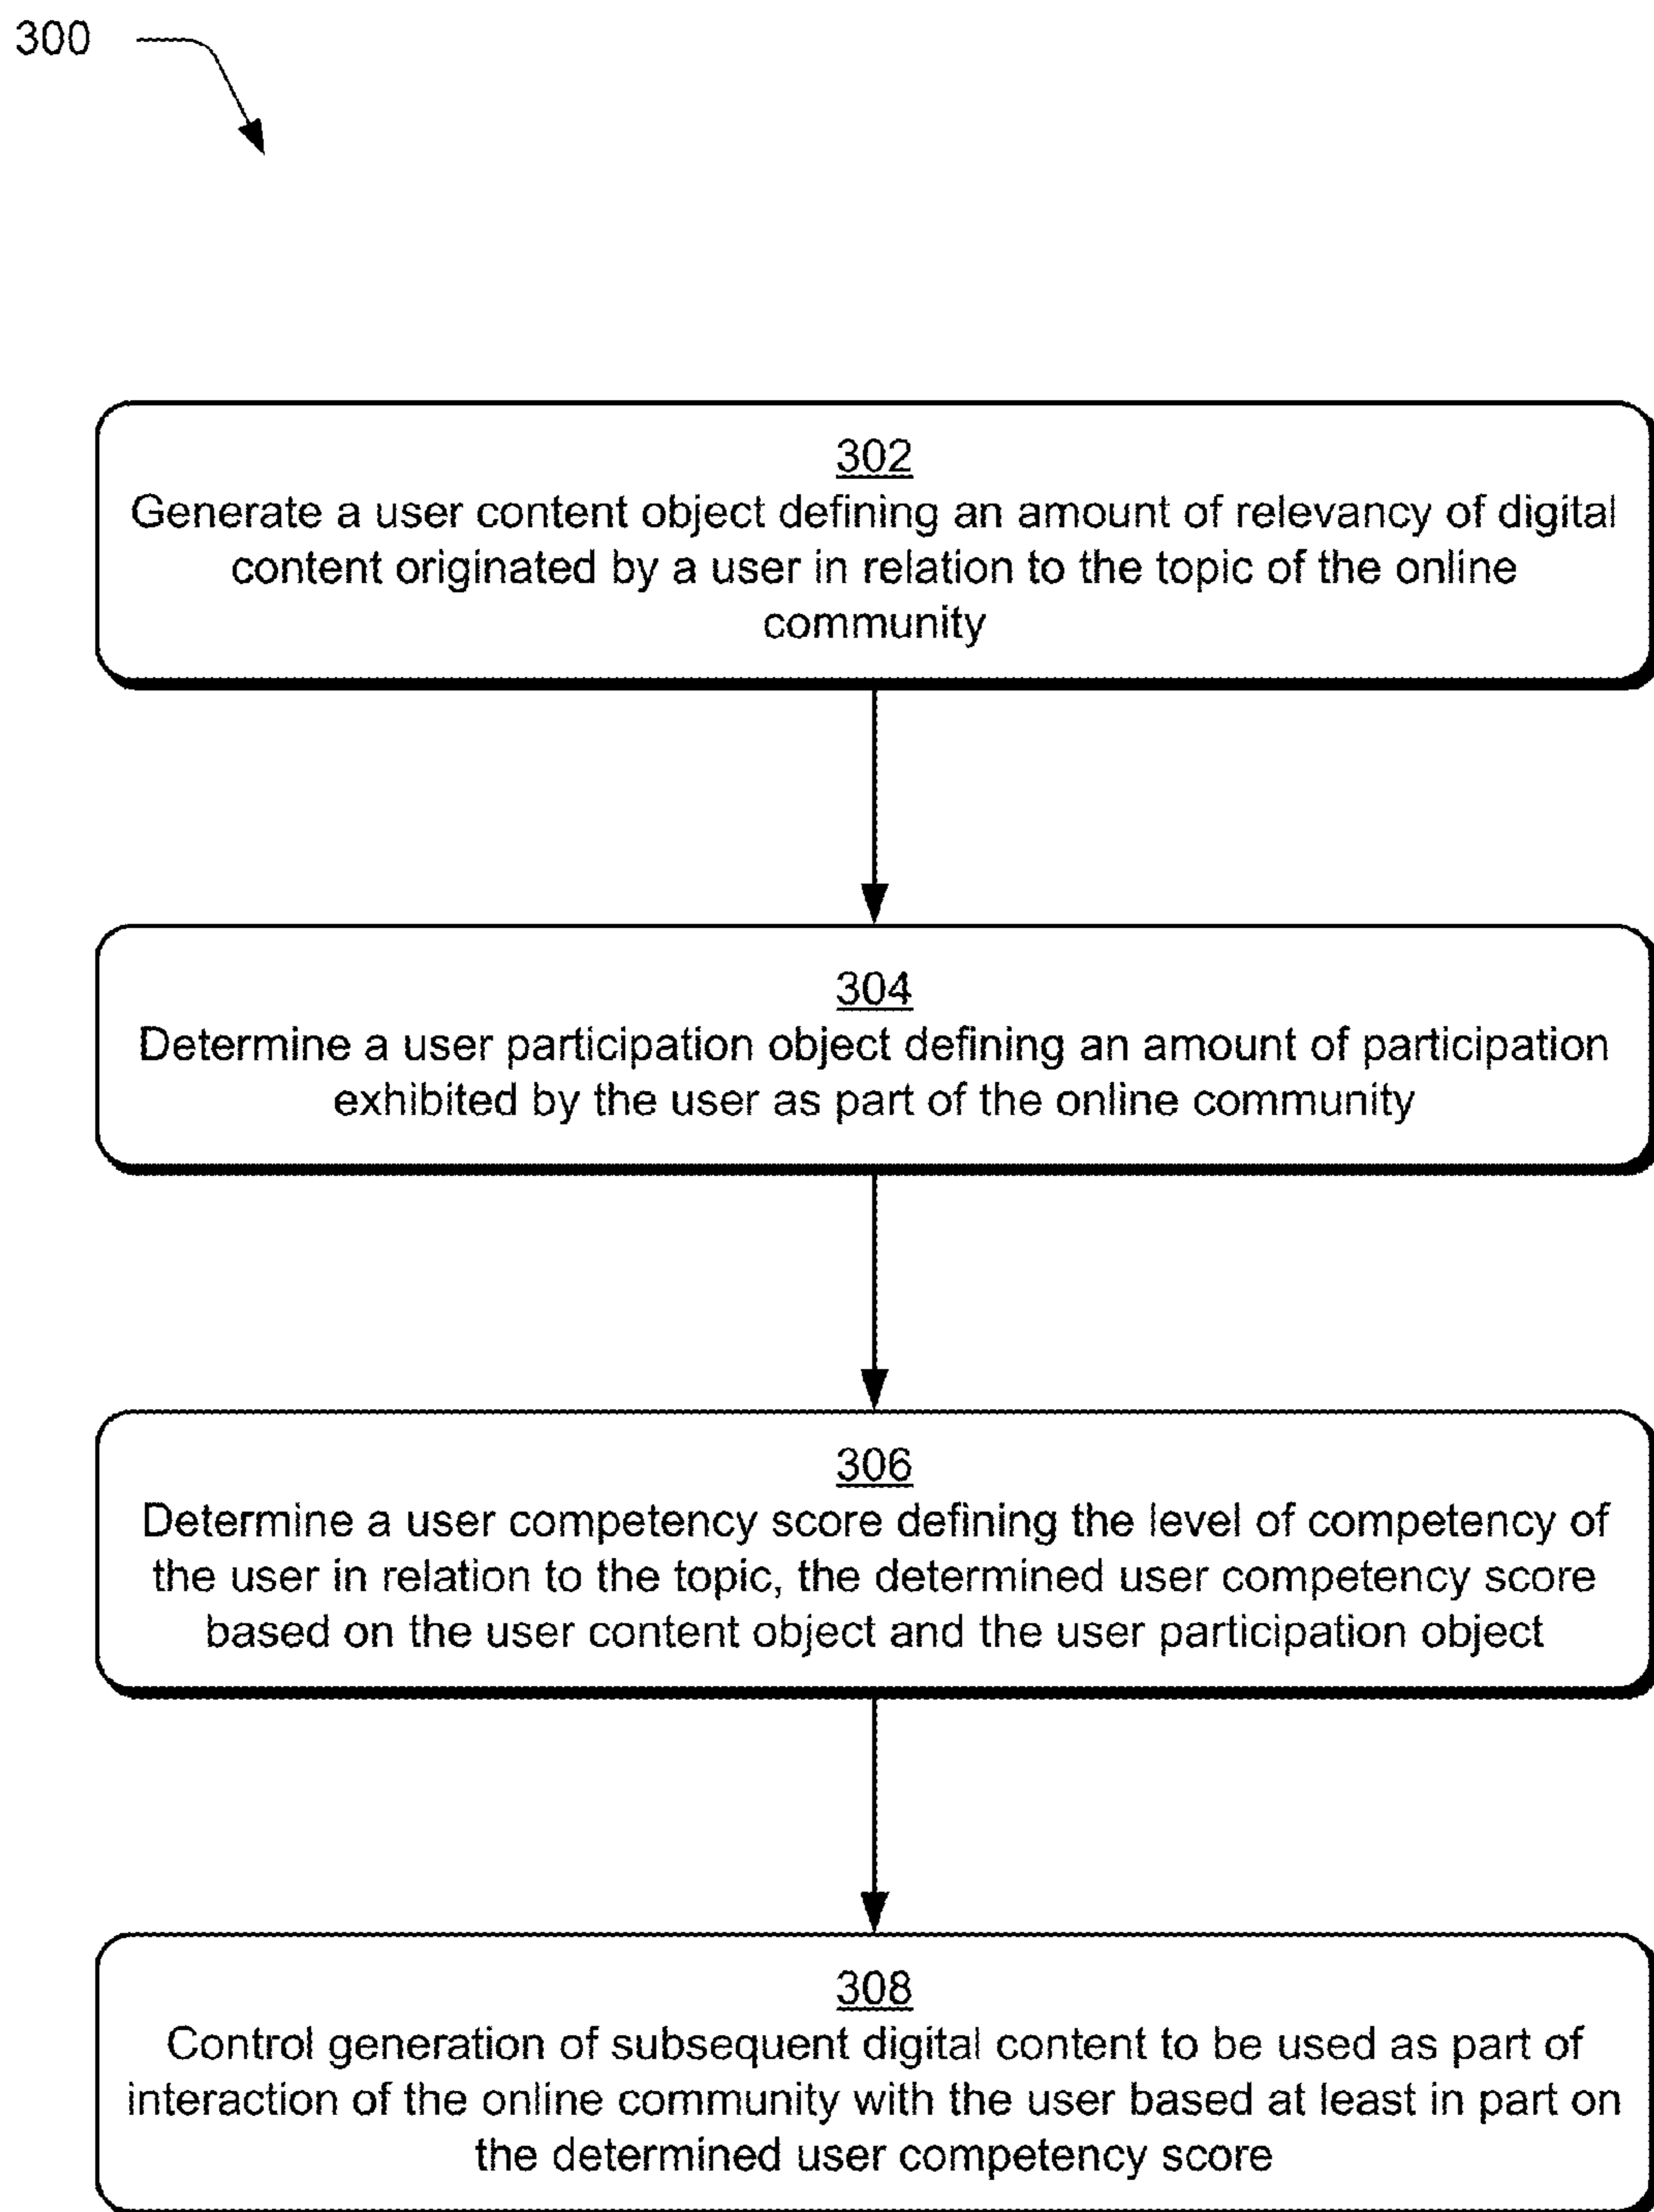 300
302
Generate a user content object defining an amount of relevancy of digital
content originated by a user in relation to the topic of the online
community
304
Determine a user participation object defining an amount of participation
exhibited by the user as part of the online community
306
Determine a user competency score defining the level of competency of
the user in relation to the topic, the determined user competency score
based on the user content object and the user participation object
308
Control generation of subsequent digital content to be used as part of
interaction of the online community with the user based at least in part on
the determined user competency score